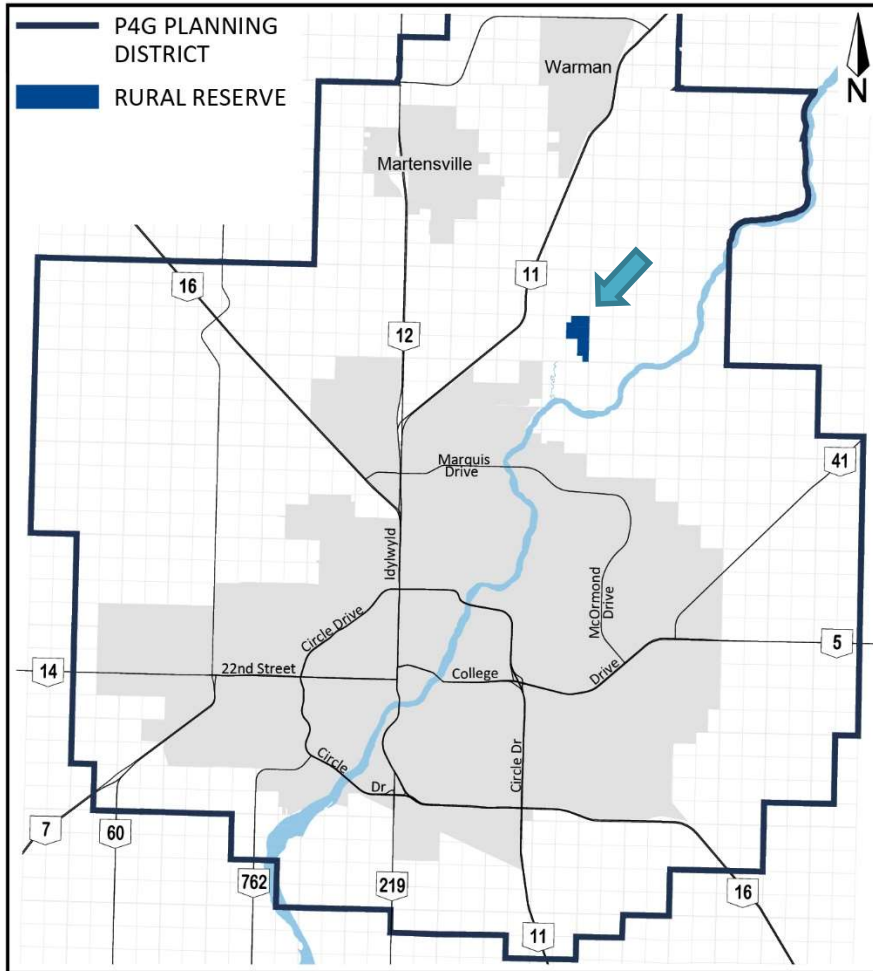 P4G PLANNING
DISTRICT
RURAL RESERVE
N
Warman
Martensville
11
16
12
41
Marquis
Drive
Idylwyld
McOrmond
Drive
Circle Drive
5
14
22nd Street
College
Drive
Circle
Dr
Circle Dr
7
60
762
219
16
11